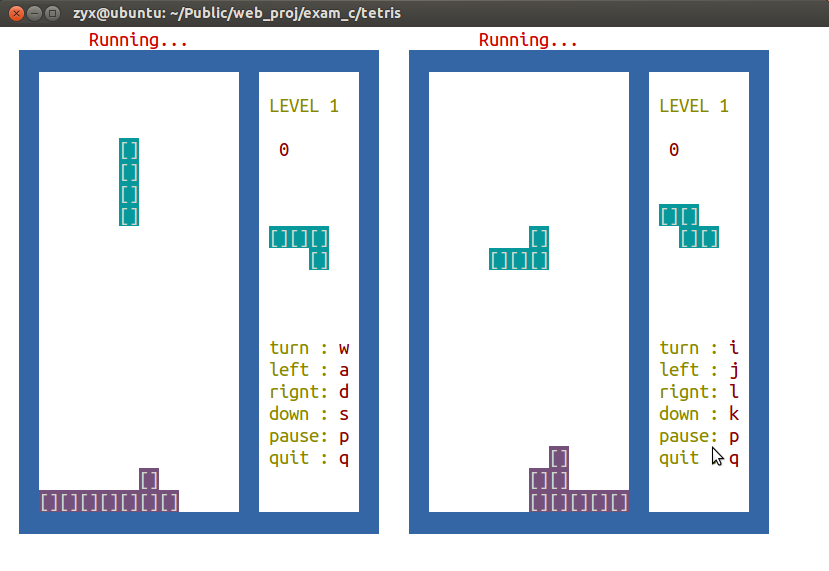 zyx@ubuntu: ~/Public/web_proj/exam_c/tetris
Running...
[]
[]
[]
[]
[]
[][][][][][][]
LEVEL 1
0
[][][]
[]
turn : w
left : a
rignt: d
down : s
pause: p
quit : q
Running...
[]
[][][]
[]
[][]
[][][][][]
LEVEL 1
0
[][]
[][]
turn : i
left : j
rignt: l
down : k
pause: p
quit q